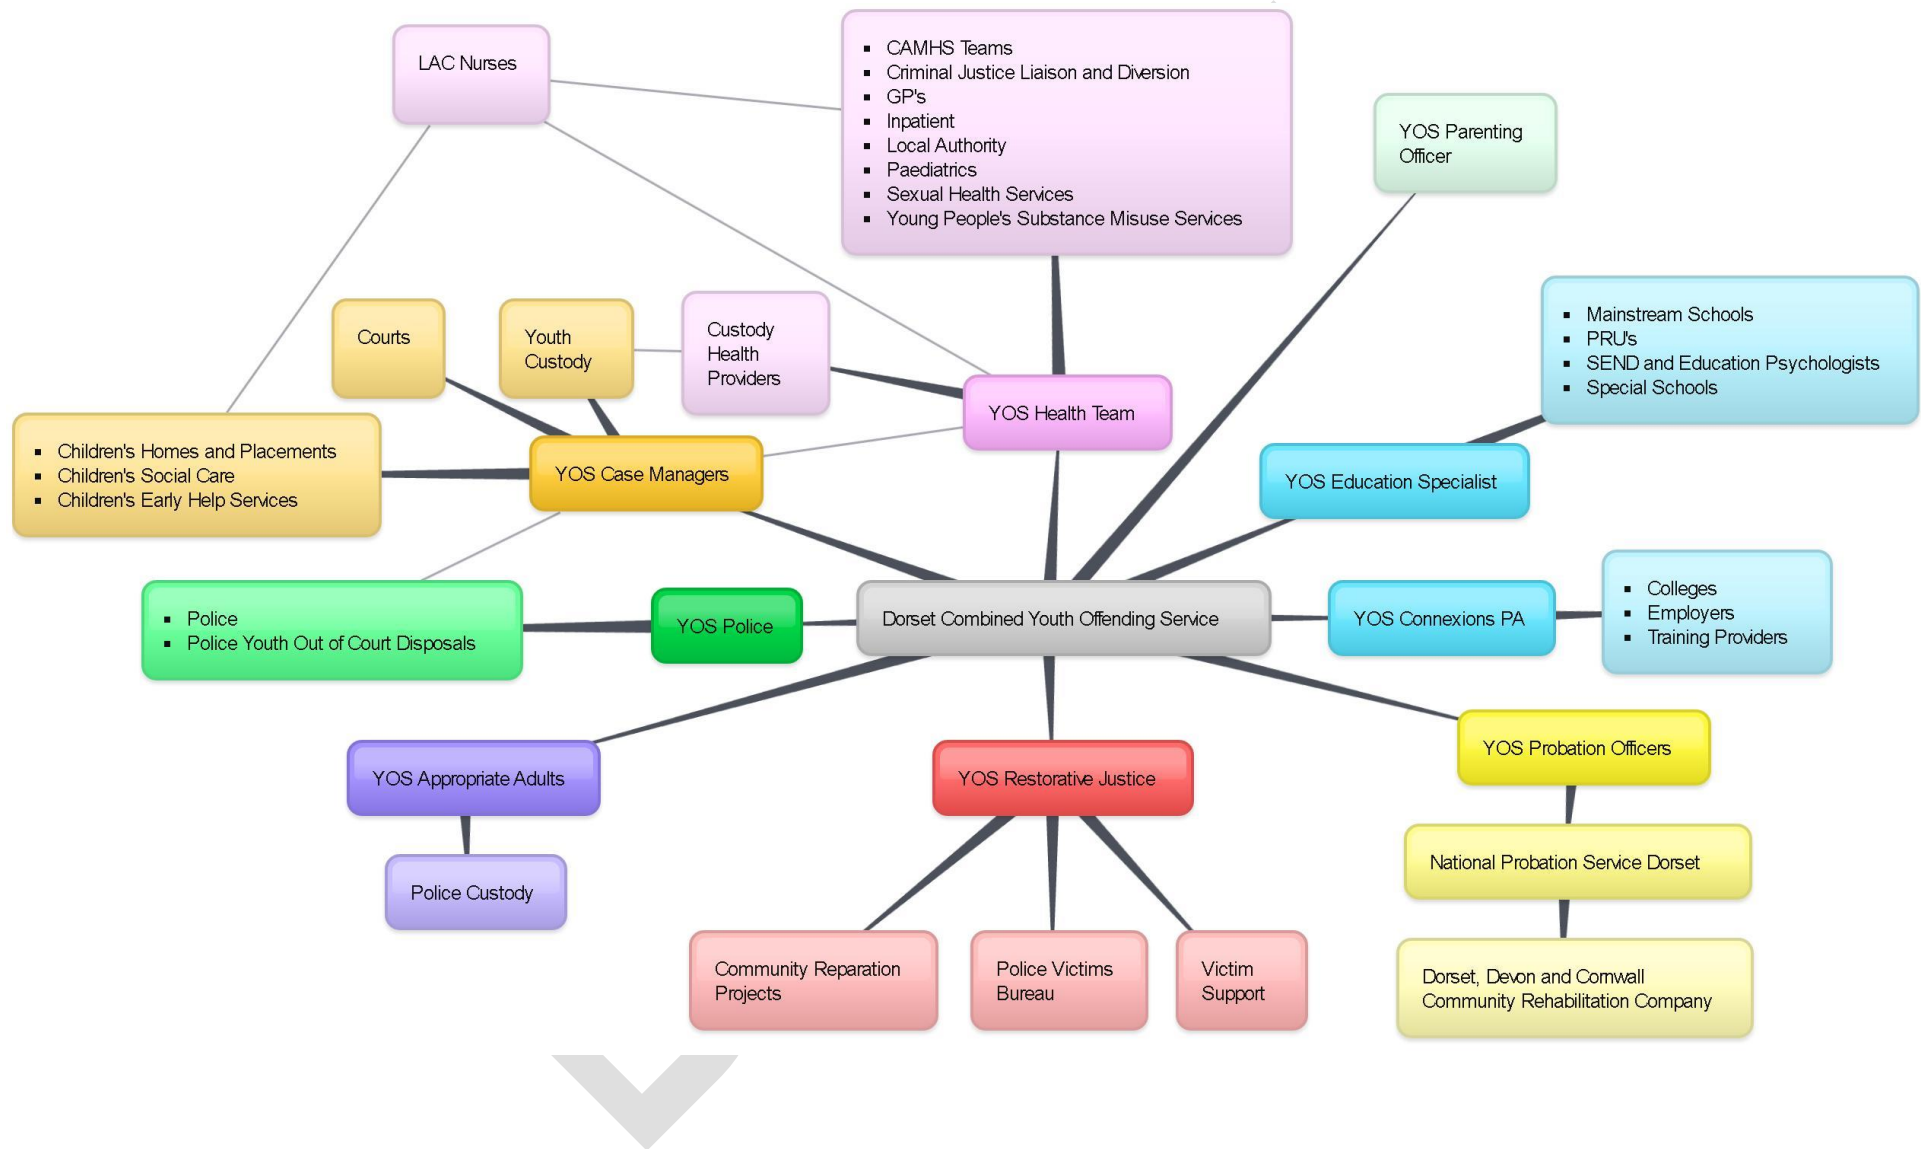 LAC Nurses
▪ CAMHS Teams
▪ Criminal Justice Liaison and Diversion
▪ GP's
▪ Inpatient
▪ Local Authority
▪ Paediatrics
▪ Sexual Health Services
▪ Young People's Substance Misuse Services
YOS Parenting
Officer
Courts
Youth
Custody
Custody
Health
Providers
YOS Health Team
▪ Mainstream Schools
▪ PRU's
▪ SEND and Education Psychologists
▪ Special Schools
▪ Children's Homes and Placements
▪ Children's Social Care
▪ Children's Early Help Services
YOS Case Managers
YOS Education Specialist
▪ Police
▪ Police Youth Out of Court Disposals
YOS Police
Dorset Combined Youth Offending Service
YOS Connexions PA
▪ Colleges
▪ Employers
▪ Training Providers
YOS Appropriate Adults
YOS Restorative Justice
YOS Probation Officers
Police Custody
National Probation Service Dorset
Community Reparation
Projects
Police Victims
Bureau
Victim
Support
Dorset, Devon and Cornwall
Community Rehabilitation Company